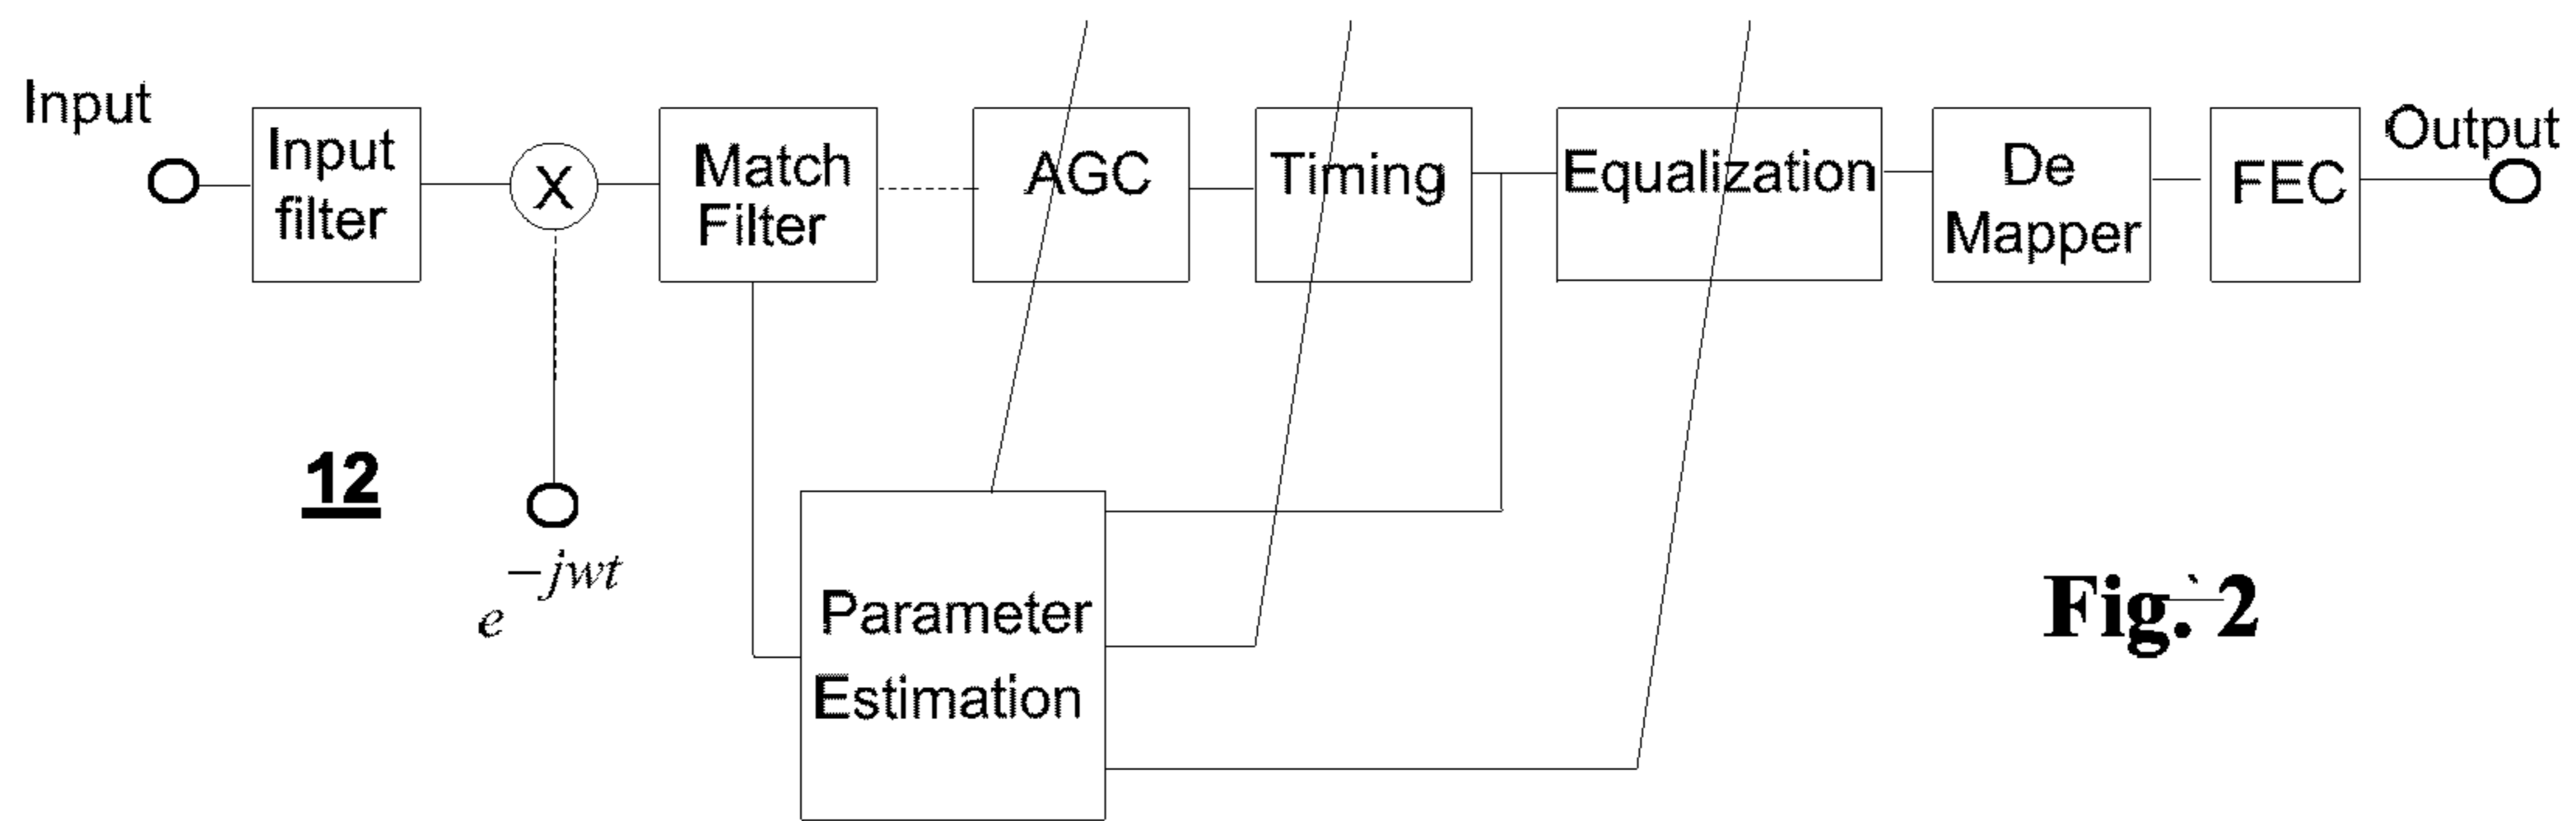 Input
Input
filter
X
Match
Filter
AGC
Timing
Equalization
De
Mapper
FEC
Output
12
e^{-jwt}
Parameter
Estimation
Fig. 2